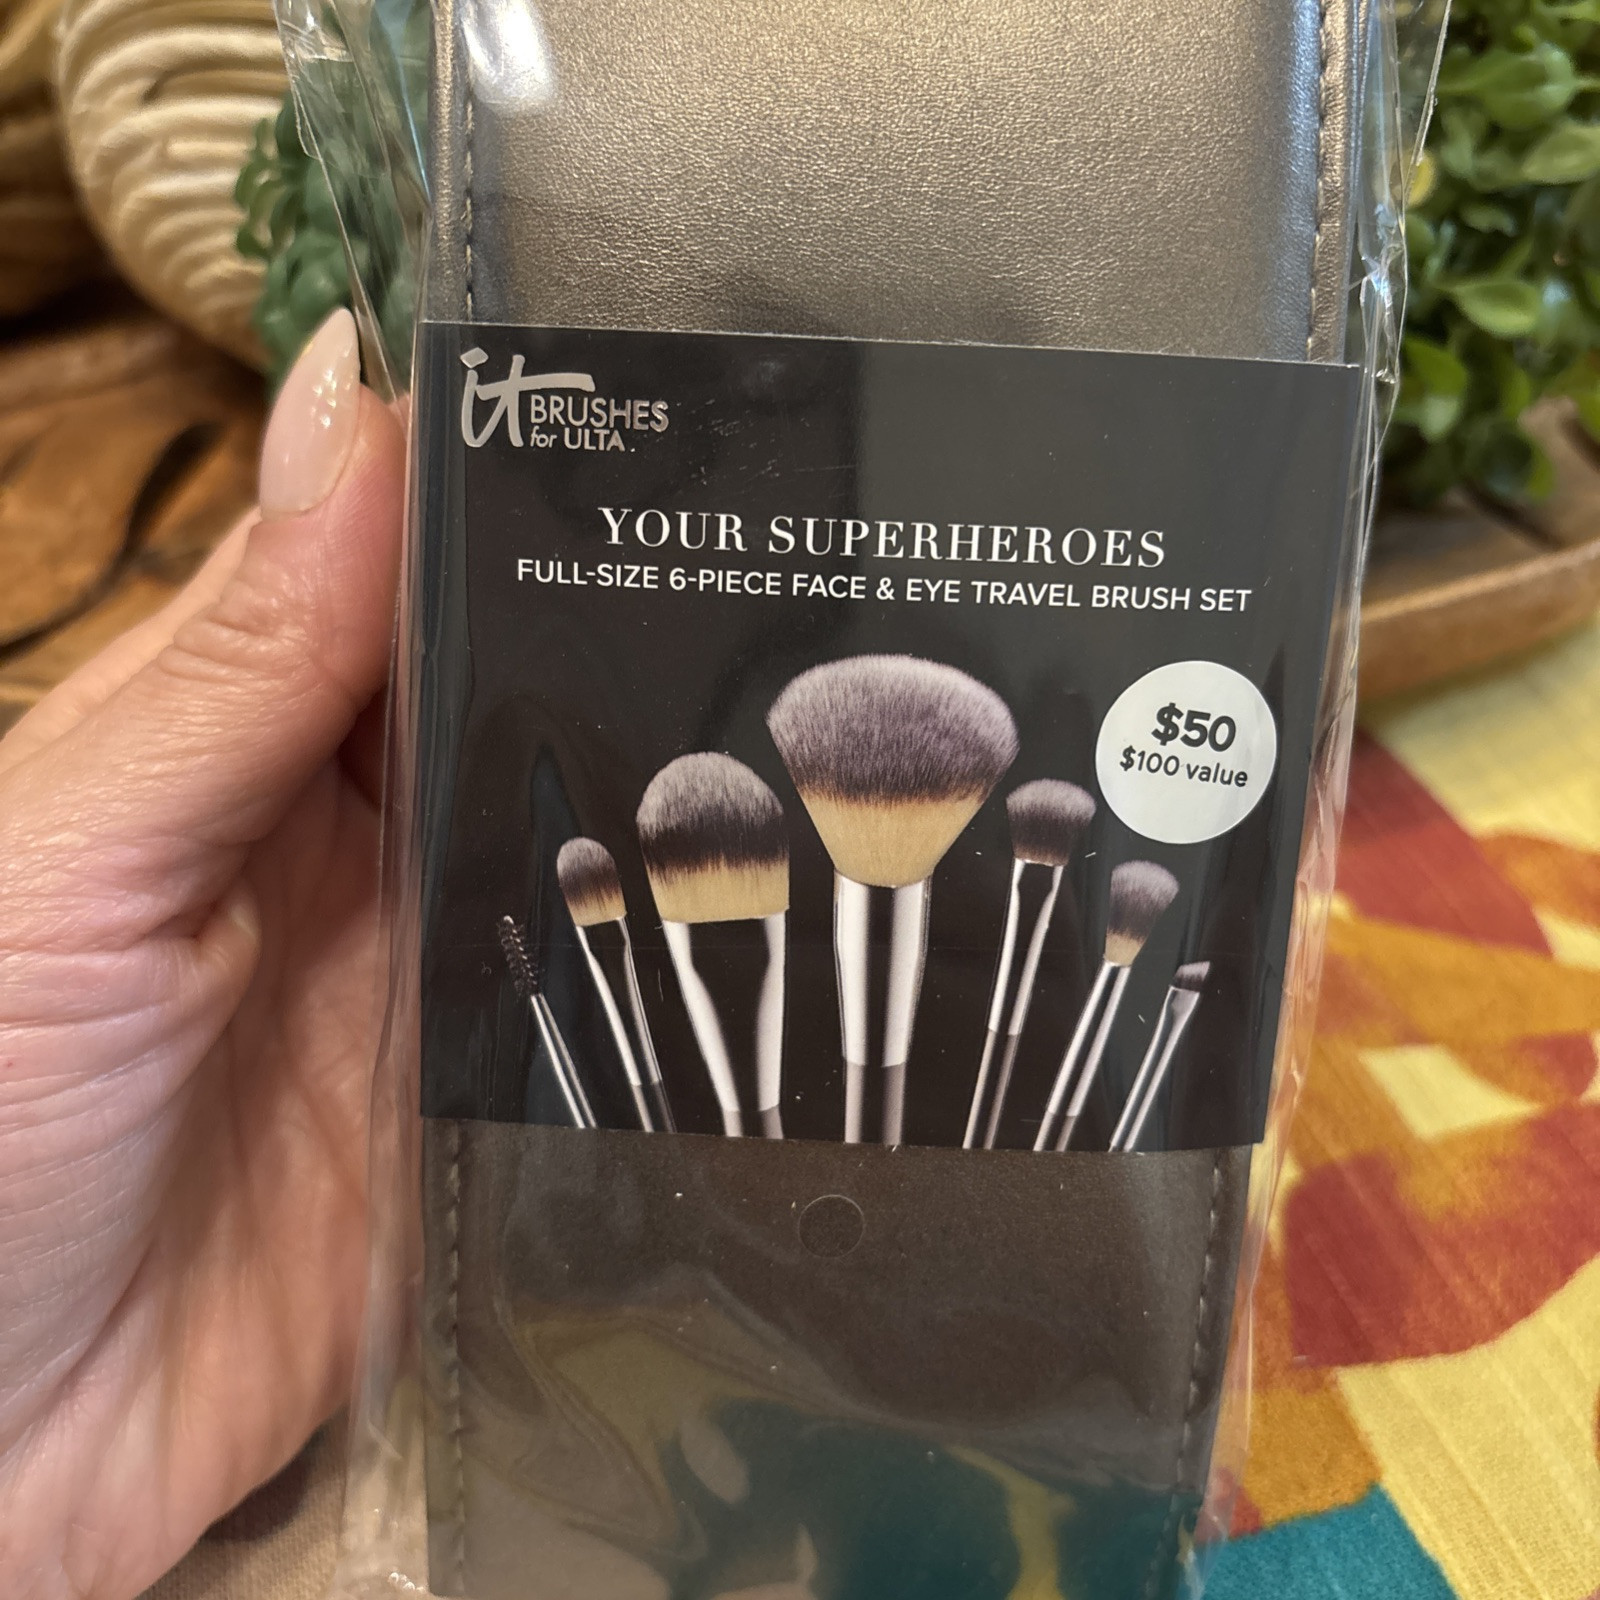 it BRUSHES
for ULTA.
YOUR SUPERHEROES
FULL-SIZE 6-PIECE FACE & EYE TRAVEL BRUSH SET
$50
$100 value